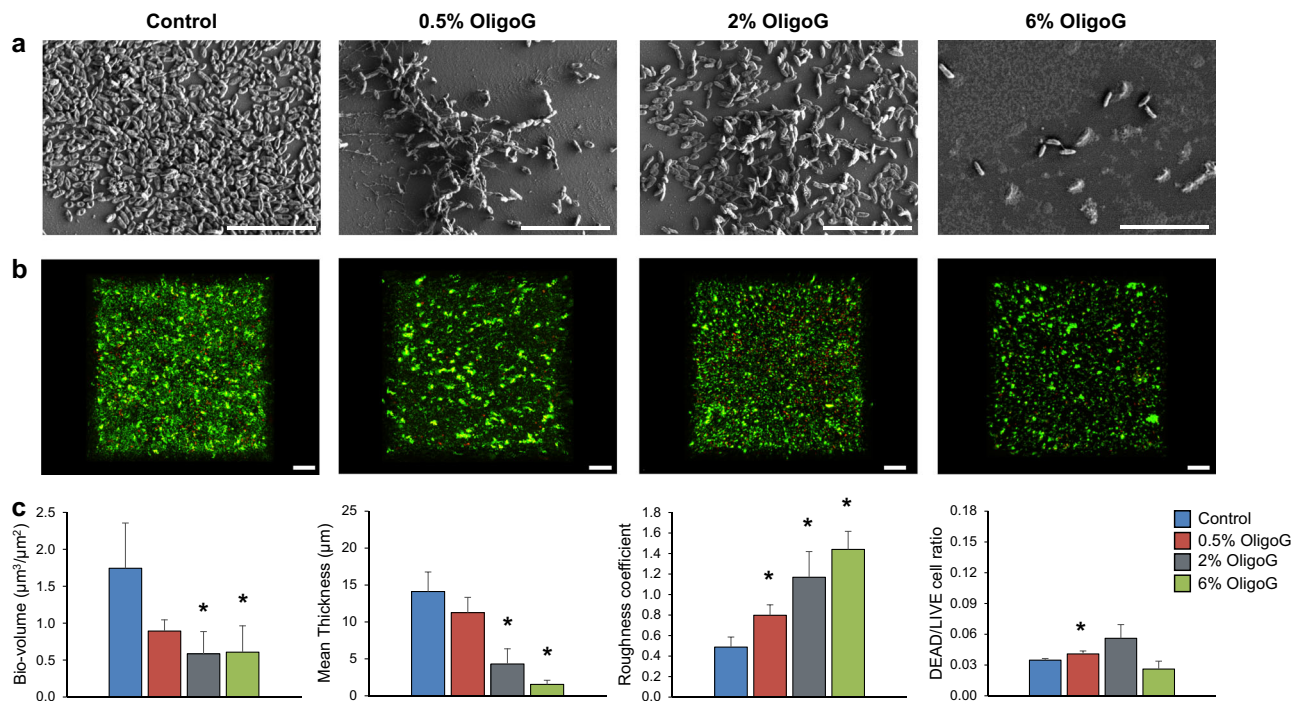 Control
0.5% OligoG
2% OligoG
6% OligoG
a
b
c
Bio-volume (µm³/µm²)
2.5
2.0
1.5
1.0
0.5
0.0
* *
Mean Thickness (µm)
25
20
15
10
5
0
* *
Roughness coefficient
1.8
1.6
1.4
1.2
1.0
0.8
0.6
0.4
0.2
0.0
* * *
DEAD/LIVE cell ratio
0.18
0.15
0.12
0.09
0.06
0.03
0.00
*
Control
0.5% OligoG
2% OligoG
6% OligoG